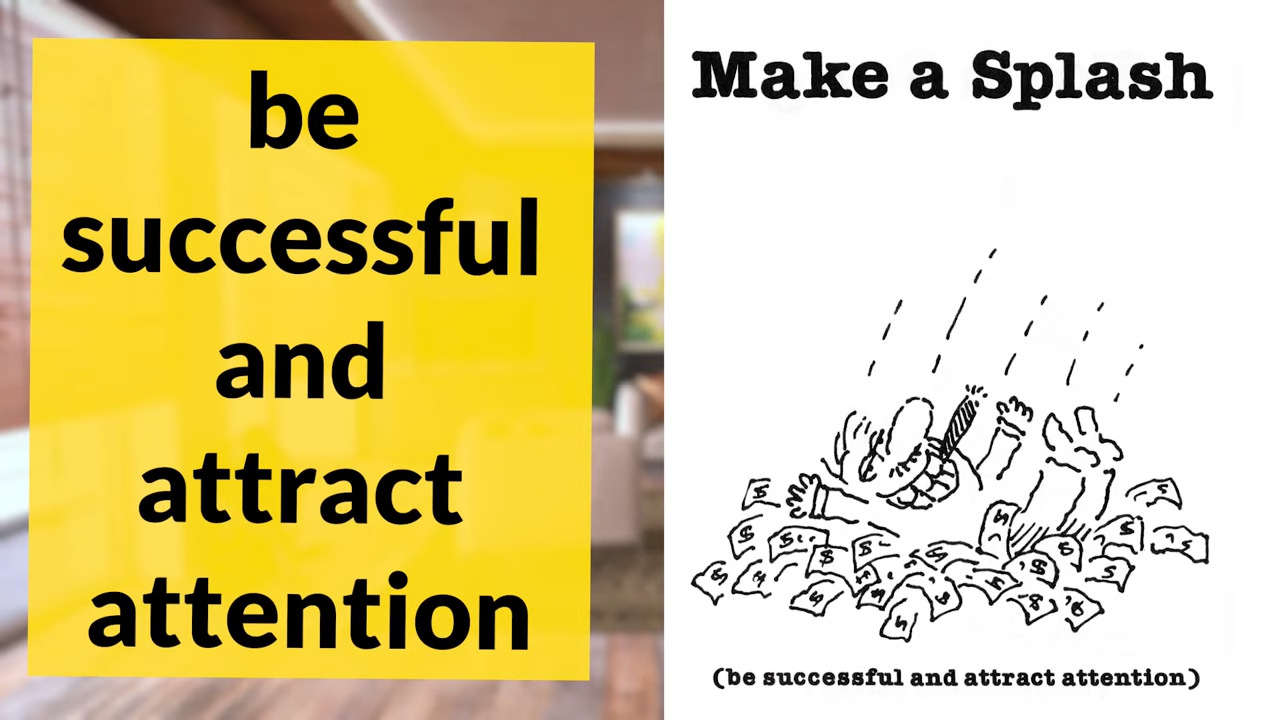 be
successful
and
attract
attention
Make a Splash
(be successful and attract attention)